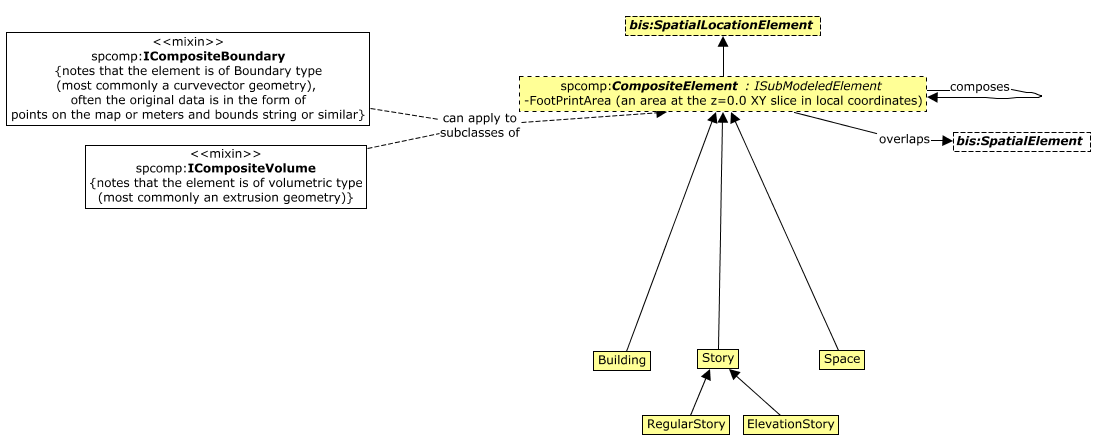 bis:SpatialLocationElement
<<mixin>>
spcomp:ICompositeBoundary
{notes that the element is of Boundary type
(most commonly a curvevector geometry),
often the original data is in the form of
points on the map or meters and bounds string or similar}
spcomp:CompositeElement : ISubModeledElement
-FootPrintArea (an area at the z=0.0 XY slice in local coordinates)
composes
can apply to
subclasses of
overlaps
bis:SpatialElement
<<mixin>>
spcomp:ICompositeVolume
{notes that the element is of volumetric type
(most commonly an extrusion geometry)}
Building
Story
Space
RegularStory
ElevationStory